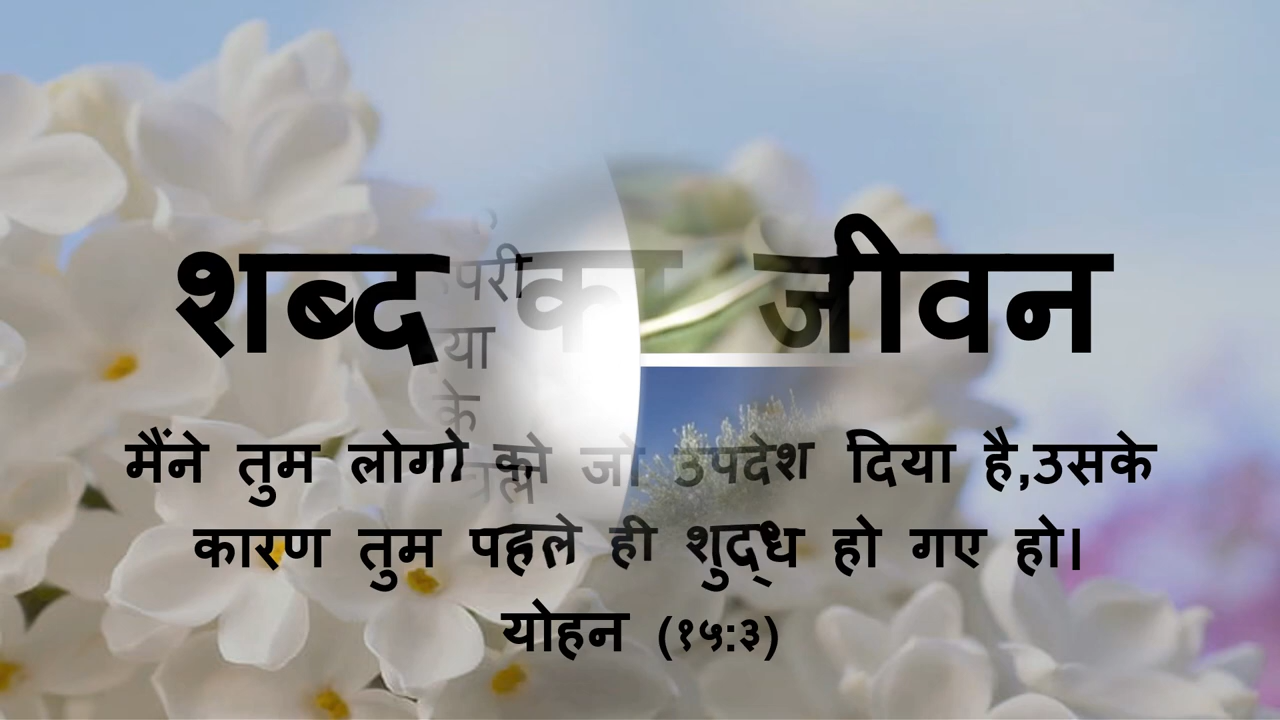 शब्द का जीवन
मैंने तुम लोगो को जो उपदेश दिया है,उसके
कारण तुम पहले ही शुद्ध हो गए हो।
योहन (१५:३)